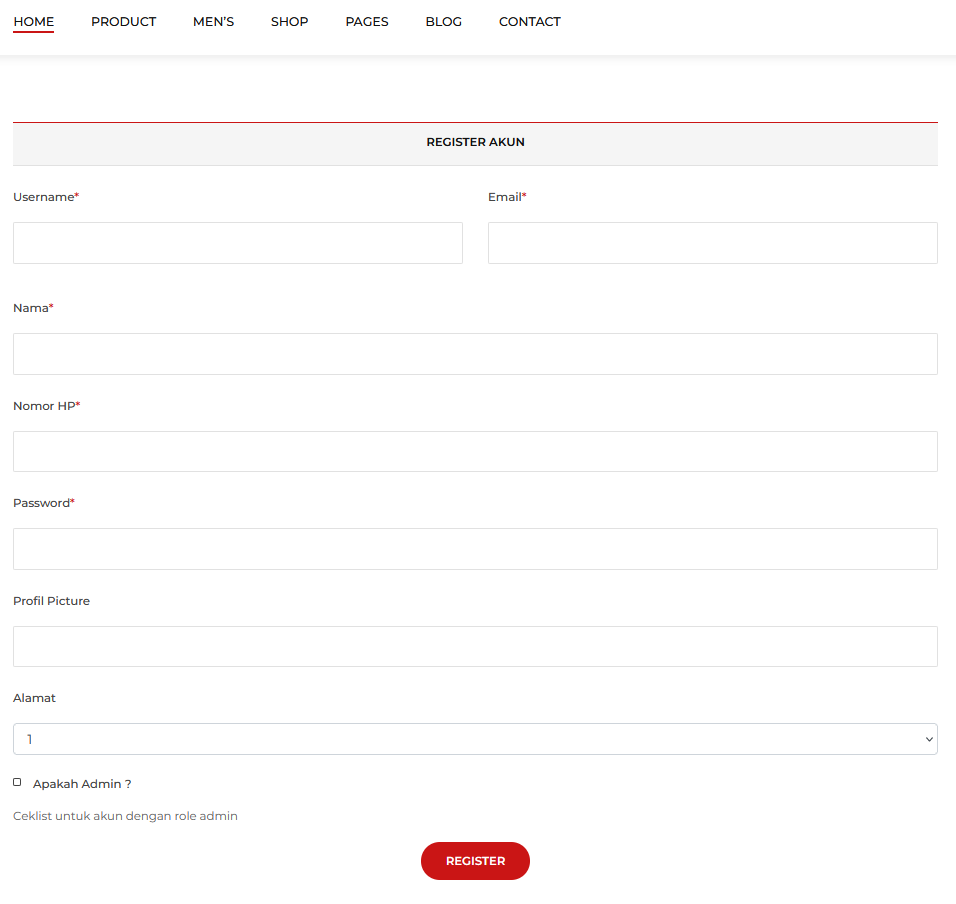 HOME PRODUCT MEN'S SHOP PAGES BLOG CONTACT
REGISTER AKUN
Username* Email*
Nama*
Nomor HP*
Password*
Profil Picture
Alamat
1
Apakah Admin ?
Ceklist untuk akun dengan role admin
REGISTER